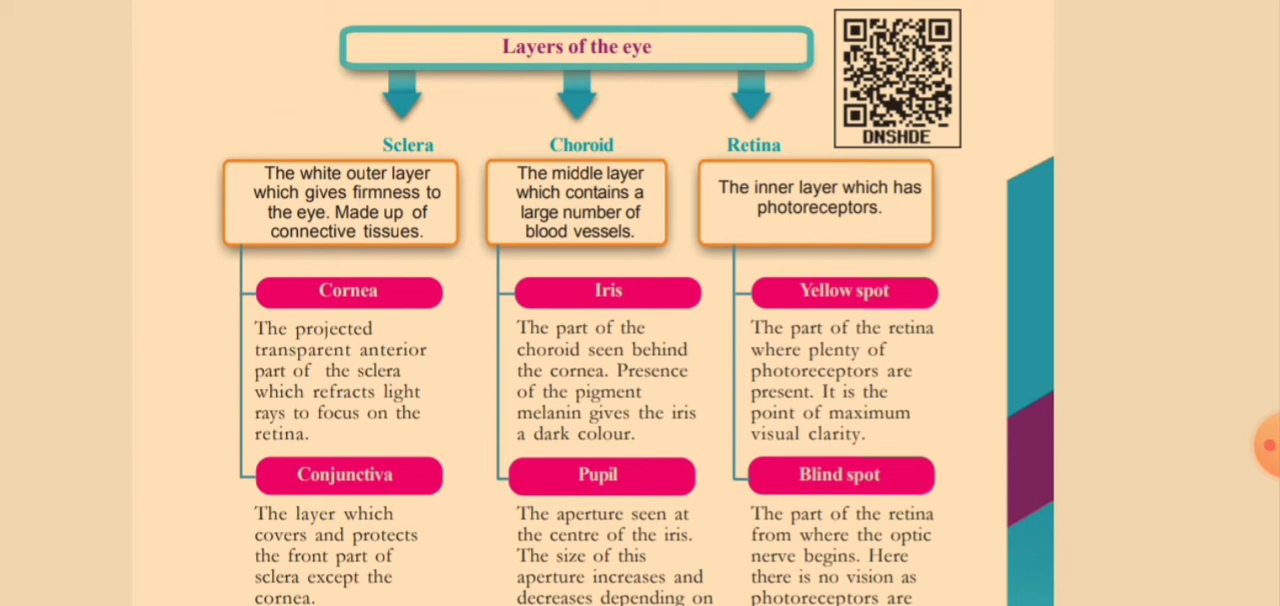 Layers of the eye
DNSHDE
Sclera
The white outer layer
which gives firmness to
the eye. Made up of
connective tissues.
Cornea
The projected
transparent anterior
part of the sclera
which refracts light
rays to focus on the
retina.
Conjunctiva
The layer which
covers and protects
the front part of
sclera except the
cornea.
Choroid
The middle layer
which contains a
large number of
blood vessels.
Iris
The part of the
choroid seen behind
the cornea. Presence
of the pigment
melanin gives the iris
a dark colour.
Pupil
The aperture seen at
the centre of the iris.
The size of this
aperture increases and
decreases depending on
Retina
The inner layer which has
photoreceptors.
Yellow spot
The part of the retina
where plenty of
photoreceptors are
present. It is the
point of maximum
visual clarity.
Blind spot
The part of the retina
from where the optic
nerve begins. Here
there is no vision as
photoreceptors are